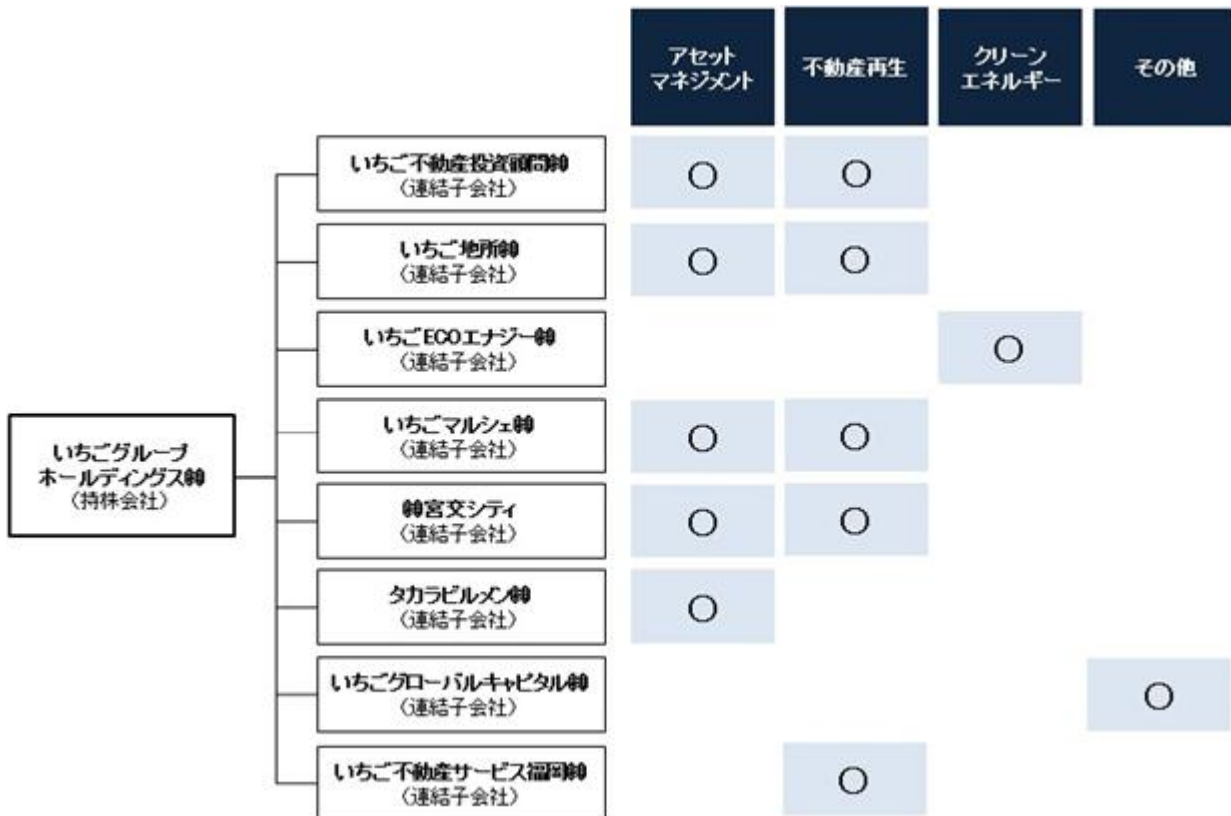 アセット
マネジメント
不動産再生
クリーン
エネルギー
その他
いちご不動産投資顧問㈱
(連結子会社)
○ ○
いちご地所㈱
(連結子会社)
○ ○
いちごECOエナジー㈱
(連結子会社)
○
いちごマルシェ㈱
(連結子会社)
○ ○
いちごグループ
ホールディングス㈱
(持株会社)
㈱宮交シティ
(連結子会社)
○ ○
タカラビルメン㈱
(連結子会社)
○
いちごグローバルキャピタル㈱
(連結子会社)
○
いちご不動産サービス福岡㈱
(連結子会社)
○